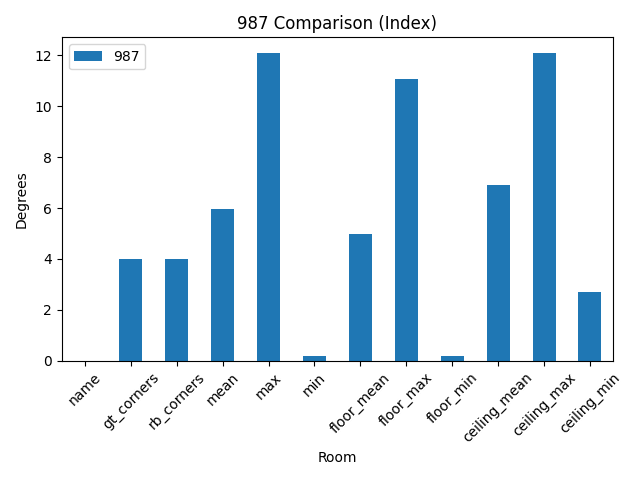 987 Comparison (Index)
987
Degrees
12
10
8
6
4
2
0
name
gt_corners
rb_corners
mean
max
min
floor_mean
floor_max
floor_min
ceiling_mean
ceiling_max
ceiling_min
Room